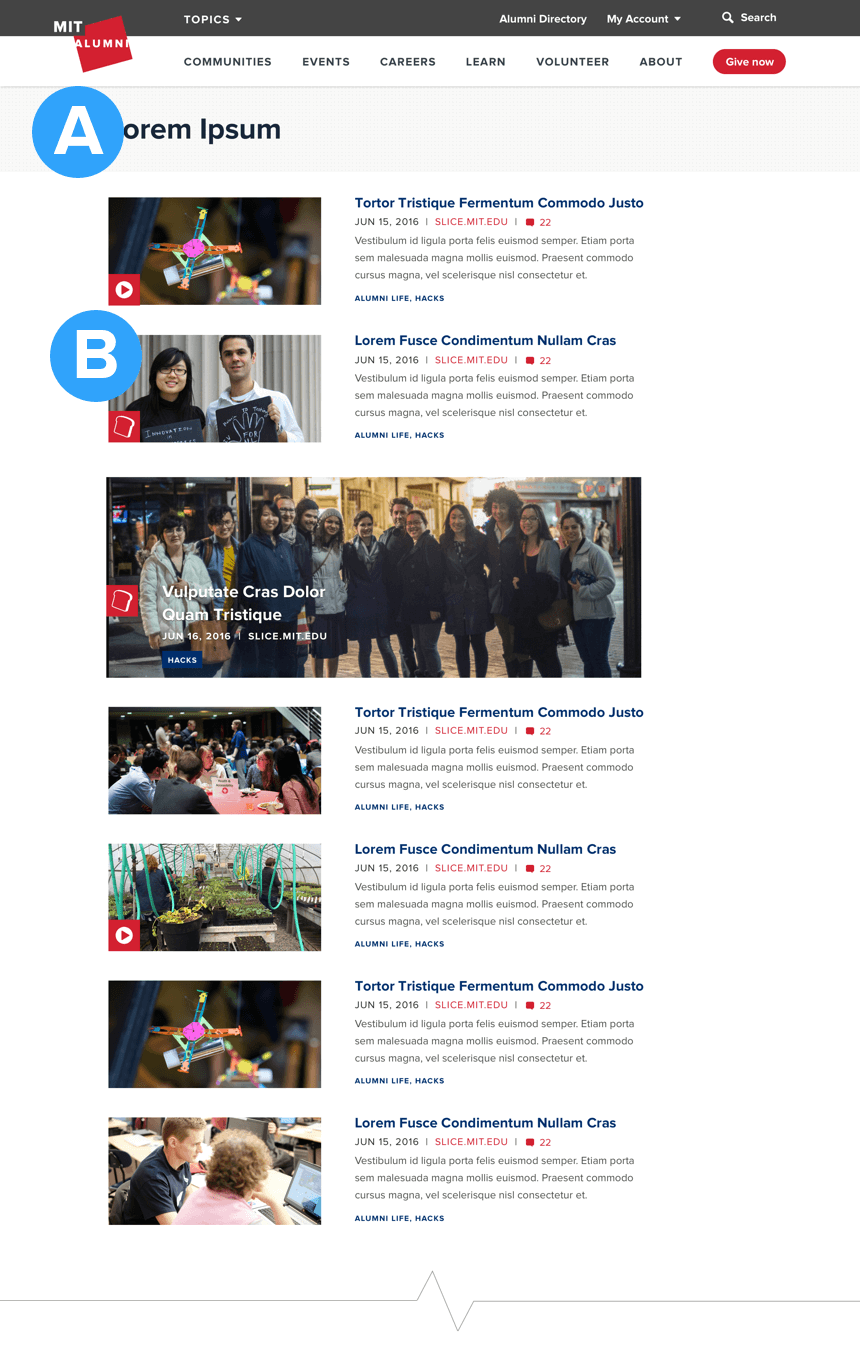 MIT
ALUMNI
TOPICS
Alumni Directory
My Account
Search
COMMUNITIES
EVENTS
CAREERS
LEARN
VOLUNTEER
ABOUT
Give now
A
orem Ipsum
Tortor Tristique Fermentum Commodo Justo
JUN 15, 2016 | SLICE.MIT.EDU | 22
Vestibulum id ligula porta felis euismod semper. Etiam porta
sem malesuada magna mollis euismod. Praesent commodo
cursus magna, vel scelerisque nisl consectetur et.
ALUMNI LIFE, HACKS
B
INNOVATION
Lorem Fusce Condimentum Nullam Cras
JUN 15, 2016 | SLICE.MIT.EDU | 22
Vestibulum id ligula porta felis euismod semper. Etiam porta
sem malesuada magna mollis euismod. Praesent commodo
cursus magna, vel scelerisque nisl consectetur et.
ALUMNI LIFE, HACKS
Vulputate Cras Dolor
Quam Tristique
JUN 16, 2016 | SLICE.MIT.EDU
HACKS
Tortor Tristique Fermentum Commodo Justo
JUN 15, 2016 | SLICE.MIT.EDU | 22
Vestibulum id ligula porta felis euismod semper. Etiam porta
sem malesuada magna mollis euismod. Praesent commodo
cursus magna, vel scelerisque nisl consectetur et.
ALUMNI LIFE, HACKS
Lorem Fusce Condimentum Nullam Cras
JUN 15, 2016 | SLICE.MIT.EDU | 22
Vestibulum id ligula porta felis euismod semper. Etiam porta
sem malesuada magna mollis euismod. Praesent commodo
cursus magna, vel scelerisque nisl consectetur et.
ALUMNI LIFE, HACKS
Tortor Tristique Fermentum Commodo Justo
JUN 15, 2016 | SLICE.MIT.EDU | 22
Vestibulum id ligula porta felis euismod semper. Etiam porta
sem malesuada magna mollis euismod. Praesent commodo
cursus magna, vel scelerisque nisl consectetur et.
ALUMNI LIFE, HACKS
Lorem Fusce Condimentum Nullam Cras
JUN 15, 2016 | SLICE.MIT.EDU | 22
Vestibulum id ligula porta felis euismod semper. Etiam porta
sem malesuada magna mollis euismod. Praesent commodo
cursus magna, vel scelerisque nisl consectetur et.
ALUMNI LIFE, HACKS